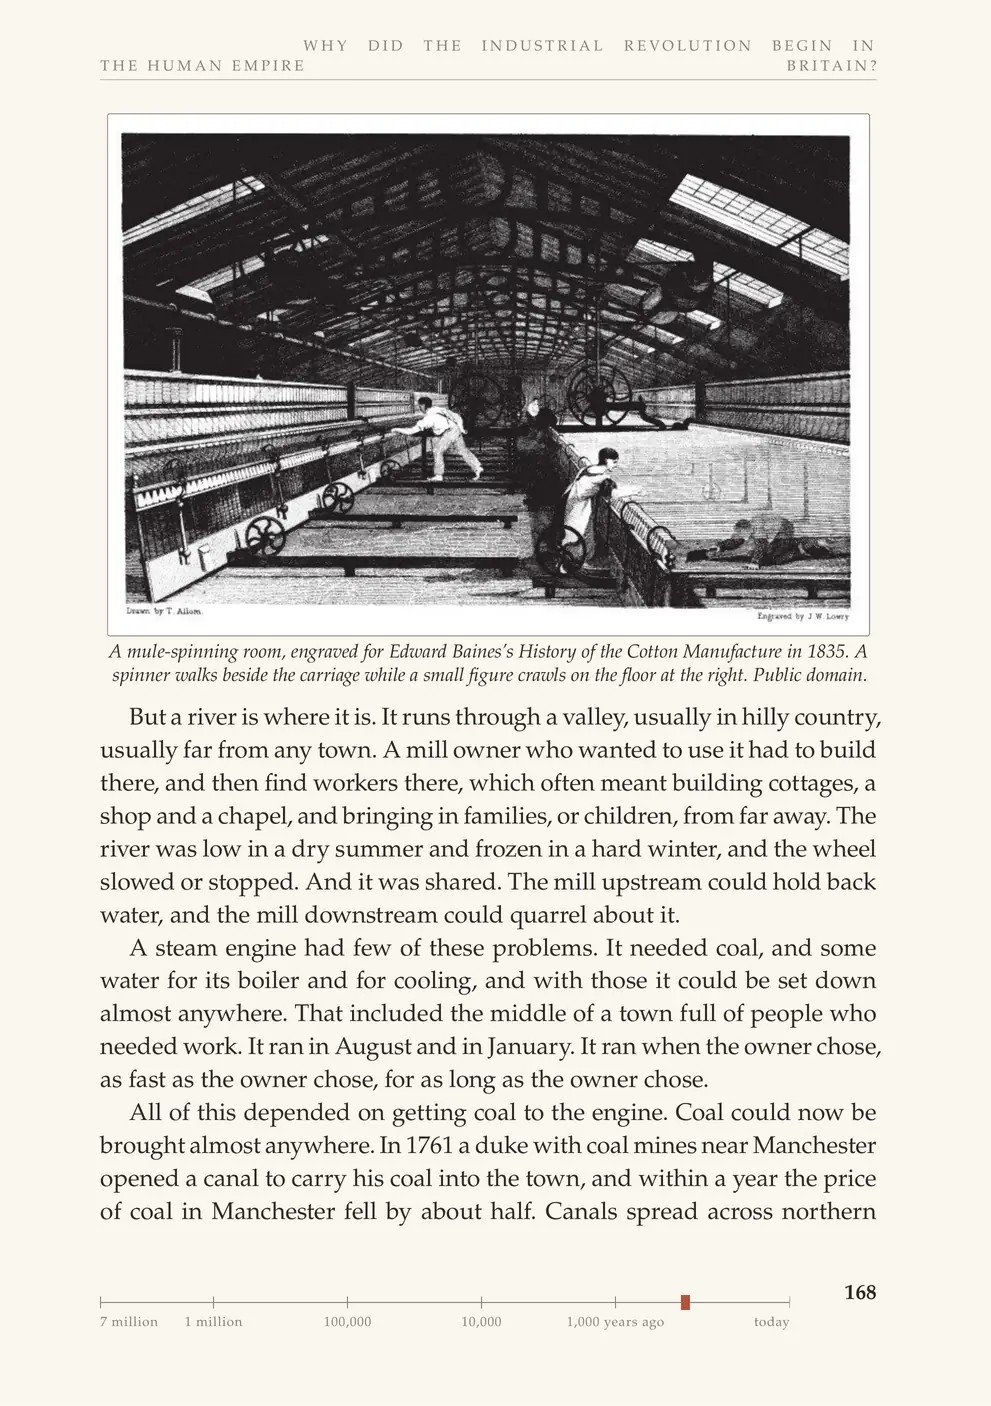 WHY DID THE INDUSTRIAL REVOLUTION BEGIN IN
THE HUMAN EMPIRE BRITAIN?
Drawn by T. Allom.
Engraved by J. W. Lowry
A mule-spinning room, engraved for Edward Baines's History of the Cotton Manufacture in 1835. A
spinner walks beside the carriage while a small figure crawls on the floor at the right. Public domain.
But a river is where it is. It runs through a valley, usually in hilly country,
usually far from any town. A mill owner who wanted to use it had to build
there, and then find workers there, which often meant building cottages, a
shop and a chapel, and bringing in families, or children, from far away. The
river was low in a dry summer and frozen in a hard winter, and the wheel
slowed or stopped. And it was shared. The mill upstream could hold back
water, and the mill downstream could quarrel about it.
A steam engine had few of these problems. It needed coal, and some
water for its boiler and for cooling, and with those it could be set down
almost anywhere. That included the middle of a town full of people who
needed work. It ran in August and in January. It ran when the owner chose,
as fast as the owner chose, for as long as the owner chose.
All of this depended on getting coal to the engine. Coal could now be
brought almost anywhere. In 1761 a duke with coal mines near Manchester
opened a canal to carry his coal into the town, and within a year the price
of coal in Manchester fell by about half. Canals spread across northern
168
7 million 1 million 100,000 10,000 1,000 years ago today